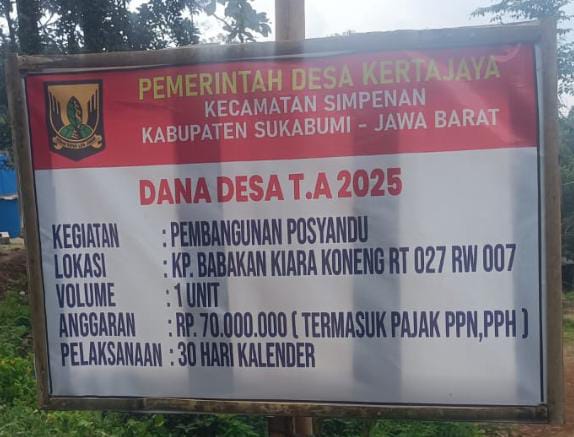 PEMERINTAH DESA KERTAJAYA
KECAMATAN SIMPENAN
KABUPATEN SUKABUMI - JAWA BARAT
DANA DESA T.A 2025
KEGIATAN : PEMBANGUNAN POSYANDU
LOKASI : KP. BABAKAN KIARA KONENG RT 027 RW 007
VOLUME : 1 UNIT
ANGGARAN : RP. 70.000.000 ( TERMASUK PAJAK PPN,PPH )
PELAKSANAAN : 30 HARI KALENDER